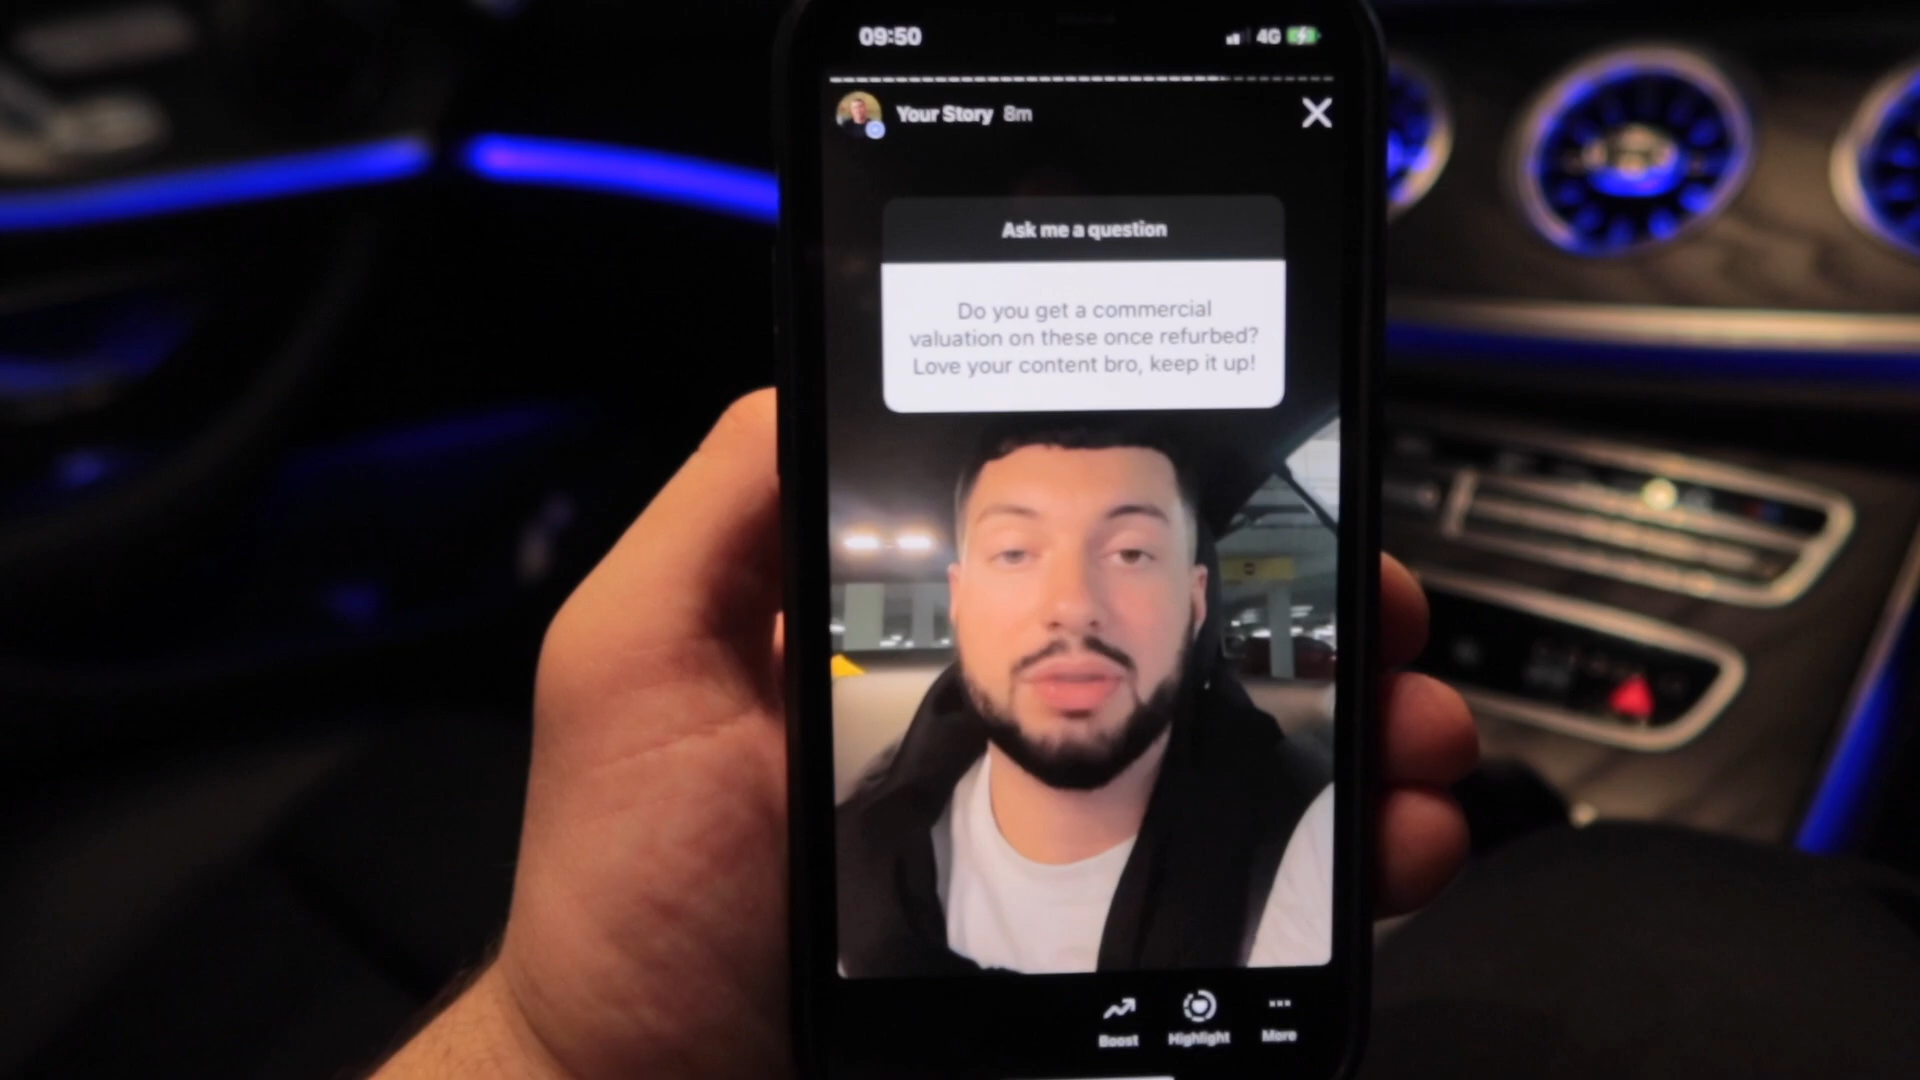 09:50
4G
Your Story 8m
Ask me a question
Do you get a commercial
valuation on these once refurbed?
Love your content bro, keep it up!
Boost
Highlight
More